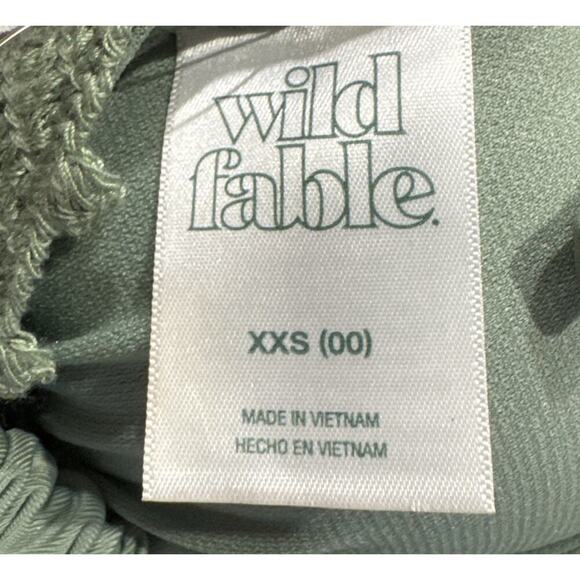 wild
fable.
XXS (00)
MADE IN VIETNAM
HECHO EN VIETNAM